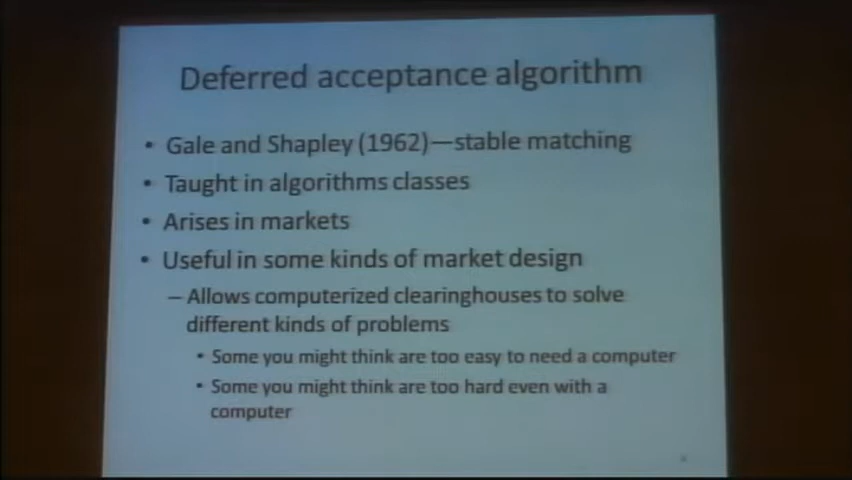 Deferred acceptance algorithm
• Gale and Shapley (1962)—stable matching
• Taught in algorithms classes
• Arises in markets
• Useful in some kinds of market design
– Allows computerized clearinghouses to solve
different kinds of problems
• Some you might think are too easy to need a computer
• Some you might think are too hard even with a
computer